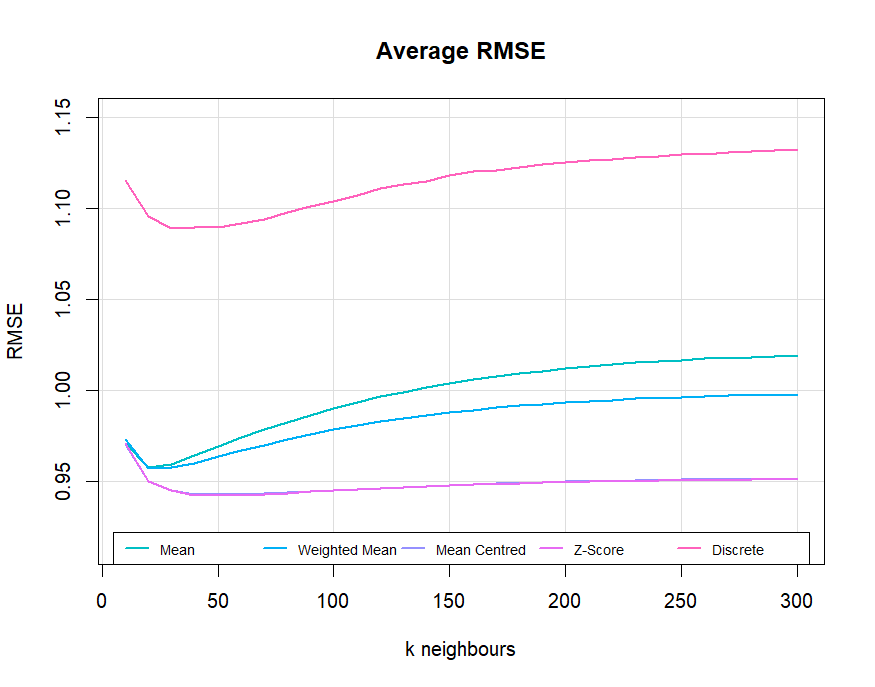 Average RMSE
1.15
1.10
1.05
1.00
0.95
RMSE
Mean Weighted Mean Mean Centred Z-Score Discrete
0 50 100 150 200 250 300
k neighbours